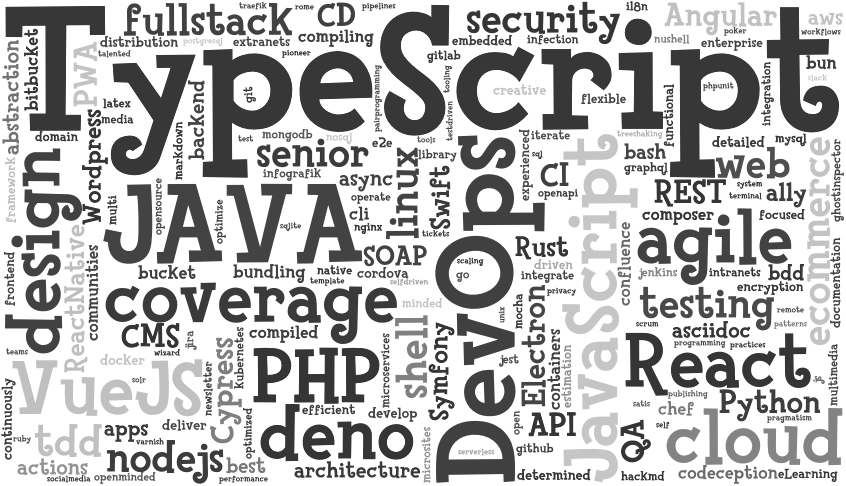 TypeScript
fullstack
CD
traefik
rome
pipelines
security
i18n
Angular
aws
workflows
poker
distribution
postgresql
extranets
compiling
pioneer
talented
embedded
infection
nushell
enterprise
bun
slack
abstraction
bitbucket
PWA
latex
media
markdown
backend
git
pairprogramming
gitlab
tooling
testdriven
creative
flexible
functional
phpunit
integration
domain
Wordpress
test
mongodb
nosql
e2e
tools
library
experienced
iterate
sql
treeshaking
bash
graphql
detailed
mysql
framework
design
senior
infografik
async
linux
Swift
CI
openapi
web
system
terminal
ally
REST
ecommerce
ghostinspector
multi
opensource
JAVA
optimize
sqlite
operate
cli
nginx
tickets
DevOps
JavaScript
composer
focused
agile
confluence
frontend
ReactNative
communities
bucket
bundling
native
template
SOAP
cordova
selfdriven
scaling
go
Rust
driven
integrate
privacy
jenkins
intranets
bdd
encryption
documentation
coverage
minded
unix
mocha
Electron
testing
remote
scrum
asciidoc
patterns
programming
practices
CMS
wizard
jira
kubernetes
compiled
microservices
shell
Symfony
jest
containers
estimation
React
js
multimedia
teams
docker
solr
VueJS
newsletter
Cypress
PHP
efficient
develop
open
API
satis
publishing
chef
self
Python
pragmatism
continuously
ruby
tdd
apps
varnish
deliver
optimized
deno
github
QA
cloud
actions
nodejs
best
architecture
microsites
serverless
determined
hackmd
codeception
eLearning
socialmedia
openminded
performance